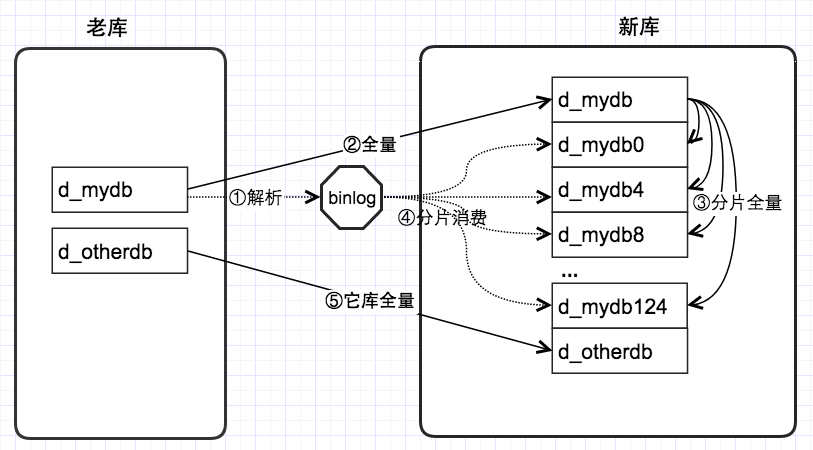 老库
新库
d_mydb
d_otherdb
②全量
①解析
binlog
④分片消费
⑤它库全量
d_mydb
d_mydb0
d_mydb4
d_mydb8
...
d_mydb124
d_otherdb
③分片全量